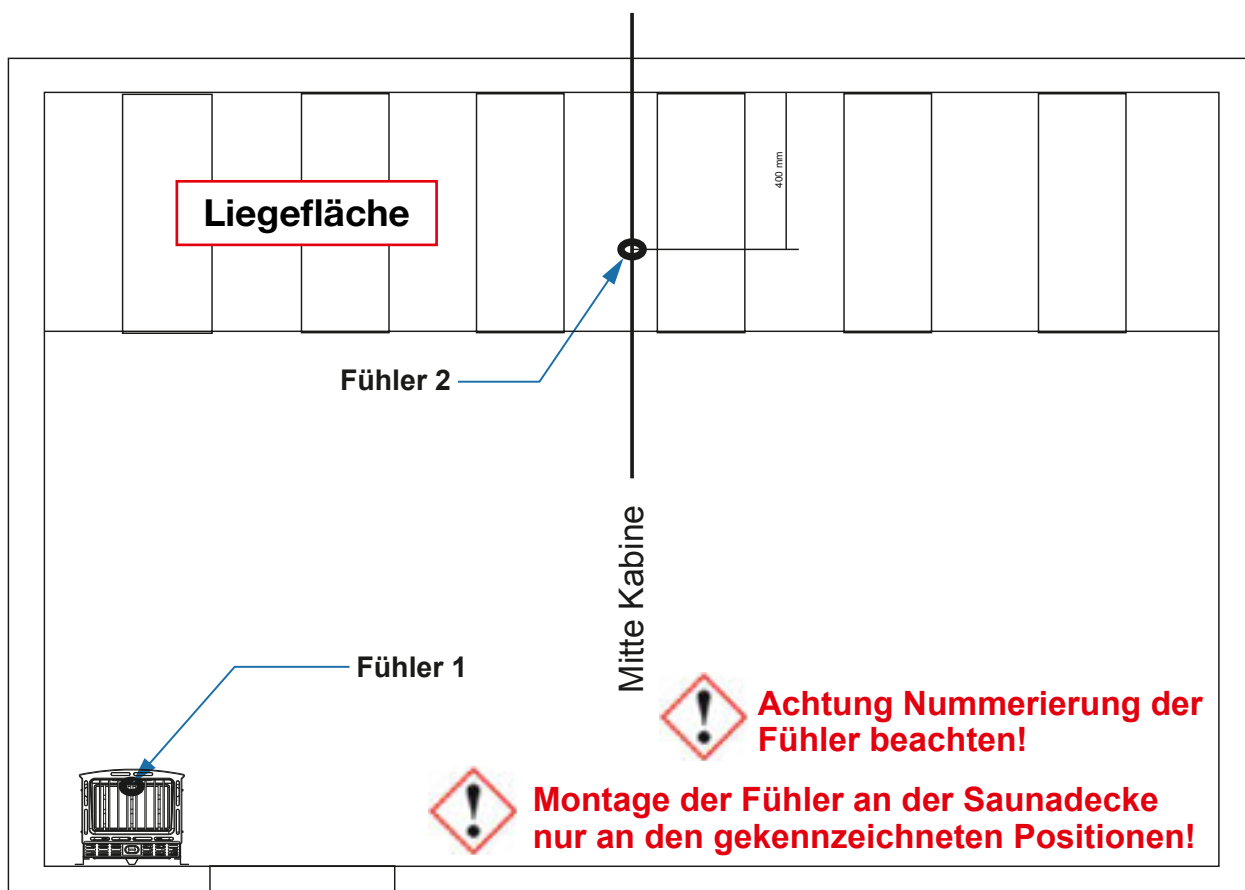 400 mm
Liegefläche
Fühler 2
Mitte Kabine
Fühler 1
Achtung Nummerierung der
Fühler beachten!
Montage der Fühler an der Saunadecke
nur an den gekennzeichneten Positionen!